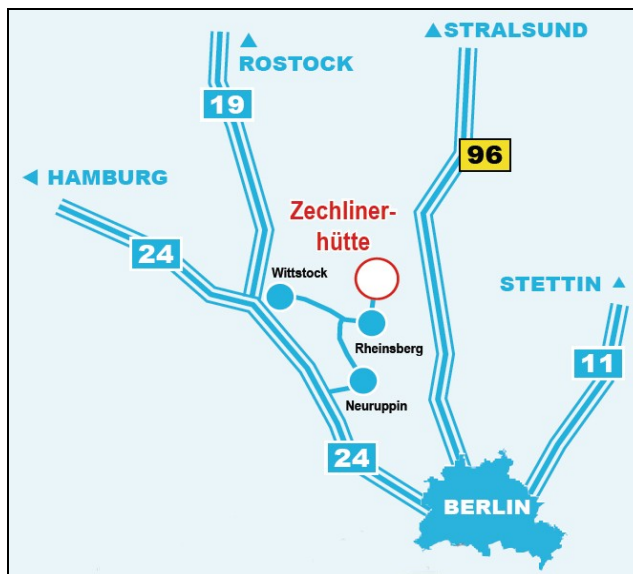 ▲STRALSUND
▲
ROSTOCK
19
96
◄ HAMBURG
Zechliner-
hütte
24
Wittstock
STETTIN ▲
Rheinsberg
11
Neuruppin
24
BERLIN